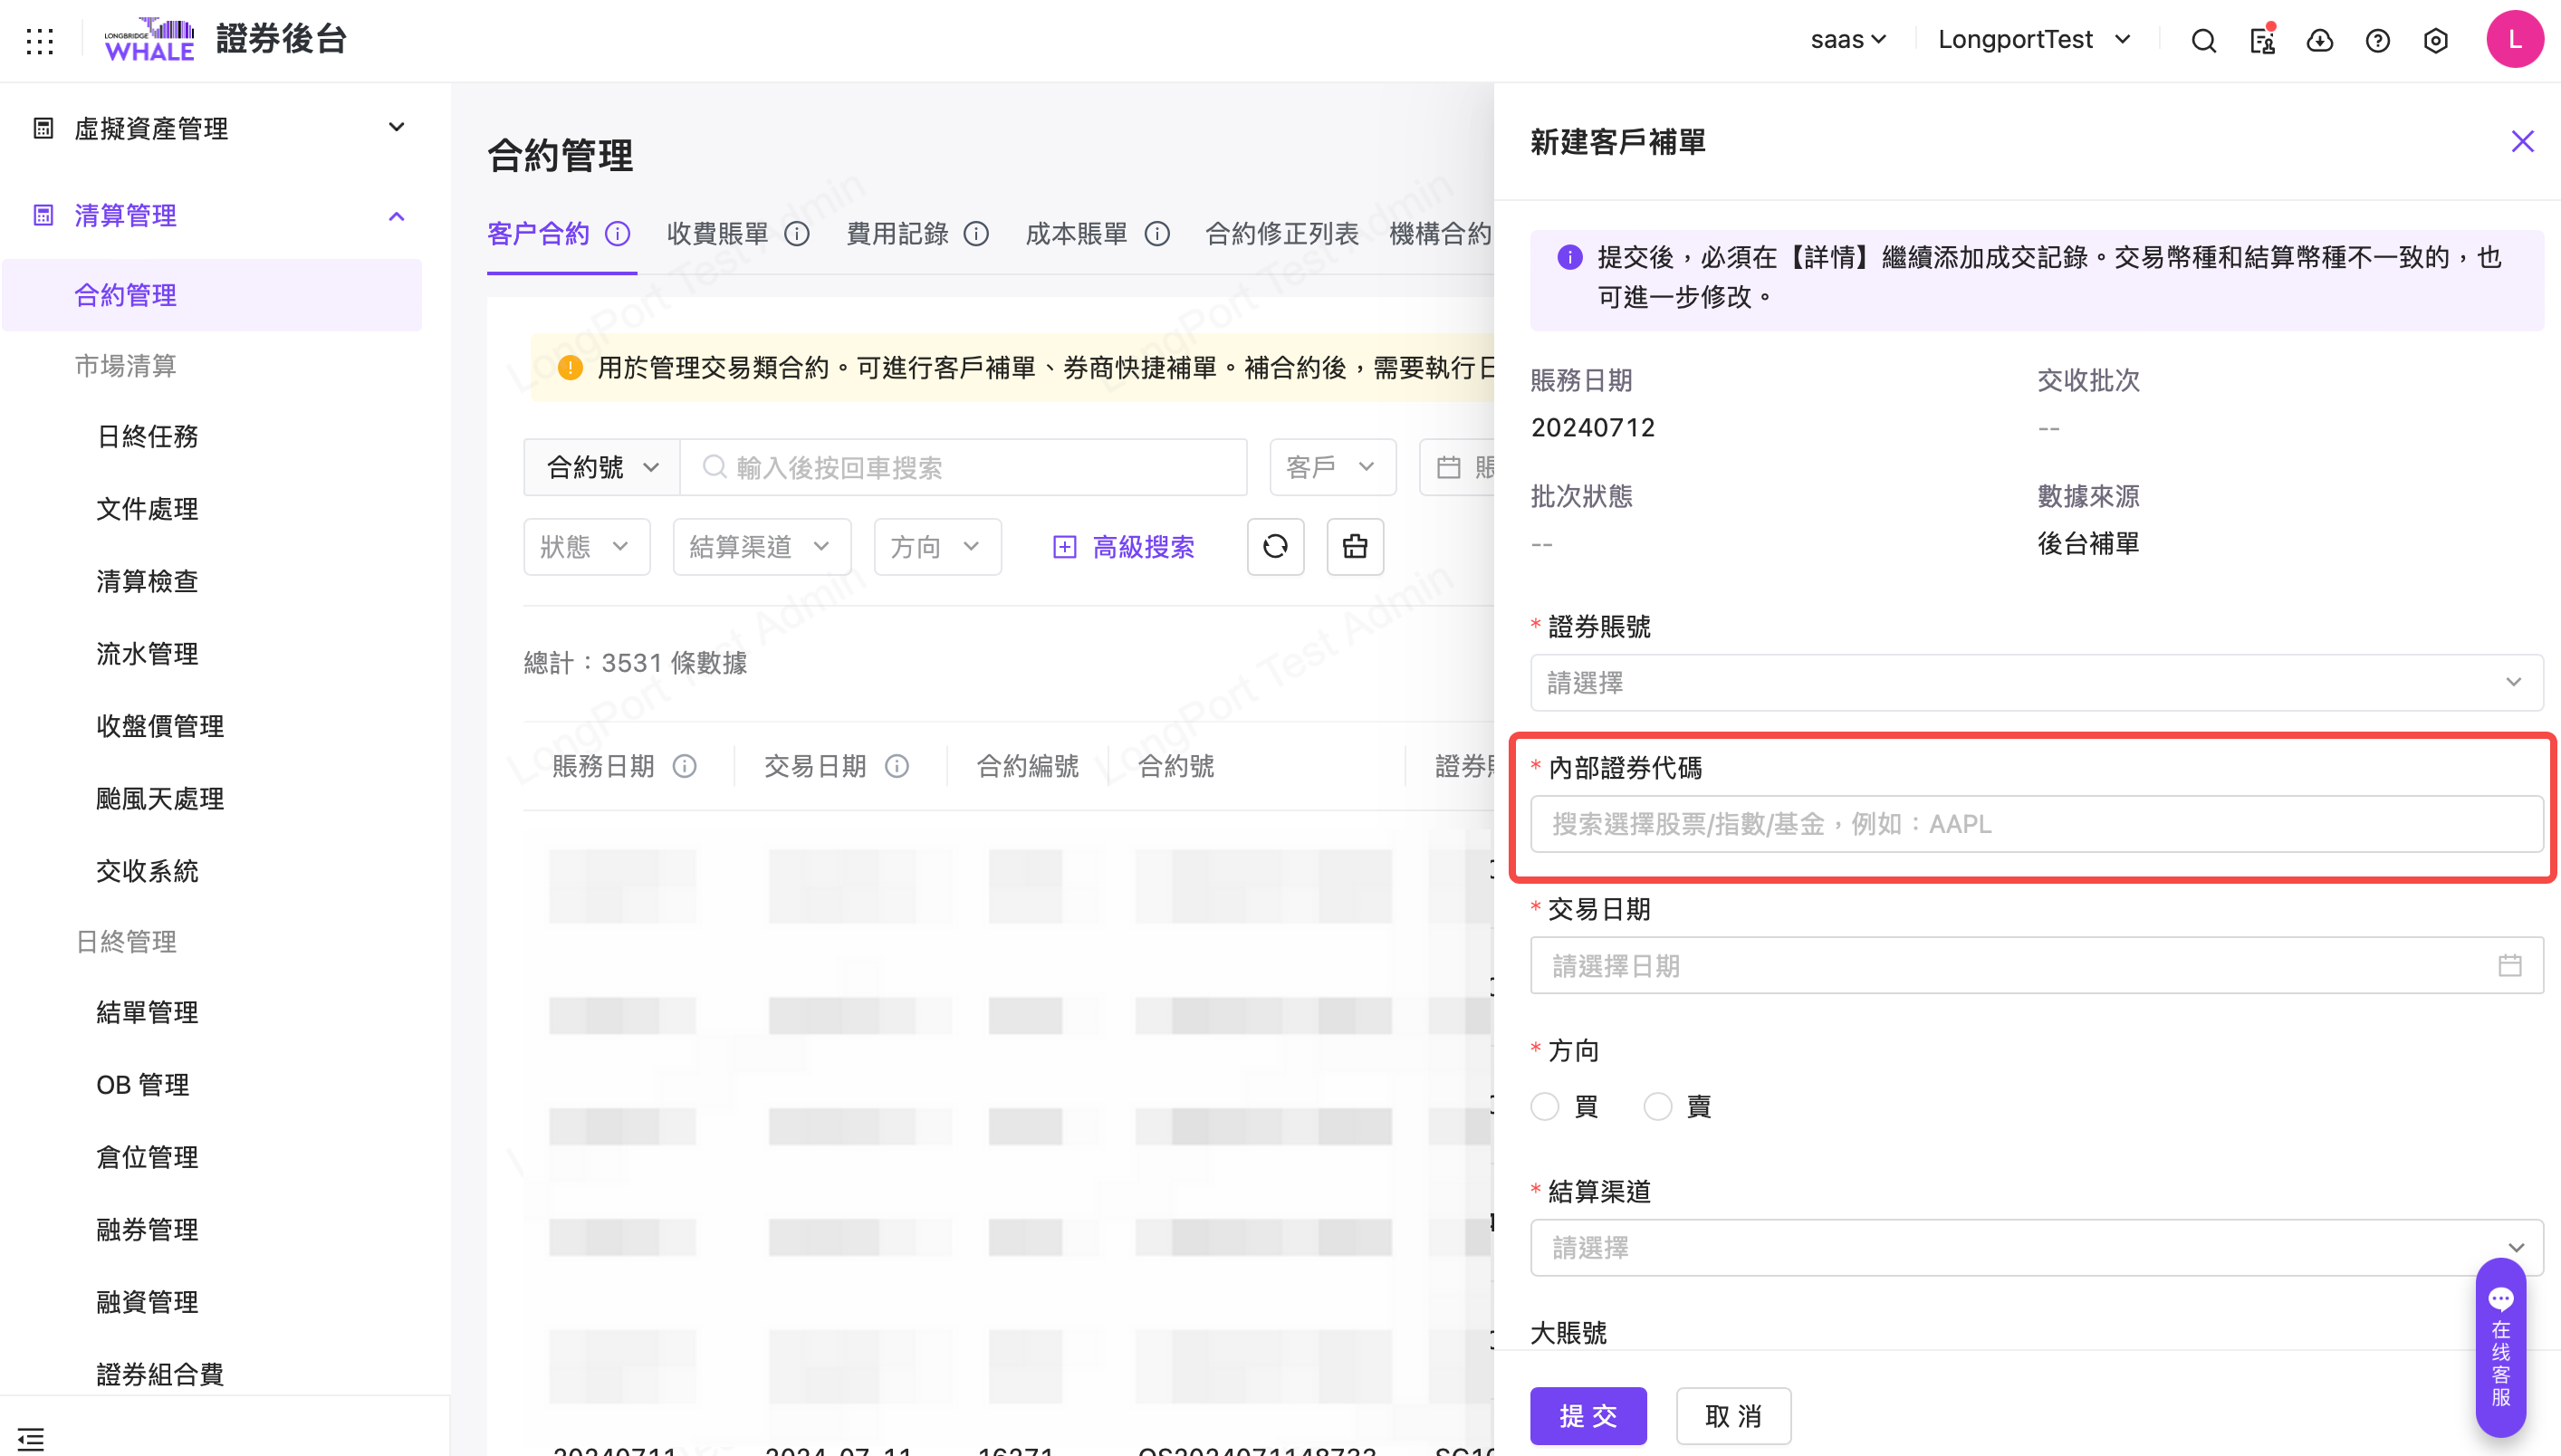 LONGBRIDGE
WHALE
證券後台
saas
LongportTest
L
虛擬資產管理
清算管理
合約管理
市場清算
日終任務
文件處理
清算檢查
流水管理
收盤價管理
颱風天處理
交收系統
日終管理
結單管理
OB 管理
倉位管理
融券管理
融資管理
證券組合費
合約管理
客户合約
收費賬單
費用記錄
成本賬單
合約修正列表
機構合約
用於管理交易類合約。可進行客戶補單、券商快捷補單。補合約後，需要執行日
合約號
輸入後按回車搜索
客戶
賬
狀態
結算渠道
方向
高級搜索
總計：3531 條數據
賬務日期
交易日期
合約編號
合約號
證券賬
20240711
2024-07-11
16271
LongPort Test Admin
LongPort Test Admin
LongPort Test Admin
LongPort Test Admin
新建客戶補單
提交後，必須在【詳情】繼續添加成交記錄。交易幣種和結算幣種不一致的，也
可進一步修改。
賬務日期
交收批次
20240712
--
批次狀態
數據來源
--
後台補單
* 證券賬號
請選擇
* 內部證券代碼
搜索選擇股票/指數/基金，例如：AAPL
* 交易日期
請選擇日期
* 方向
買
賣
* 結算渠道
請選擇
大賬號
提 交
取 消
在线客服